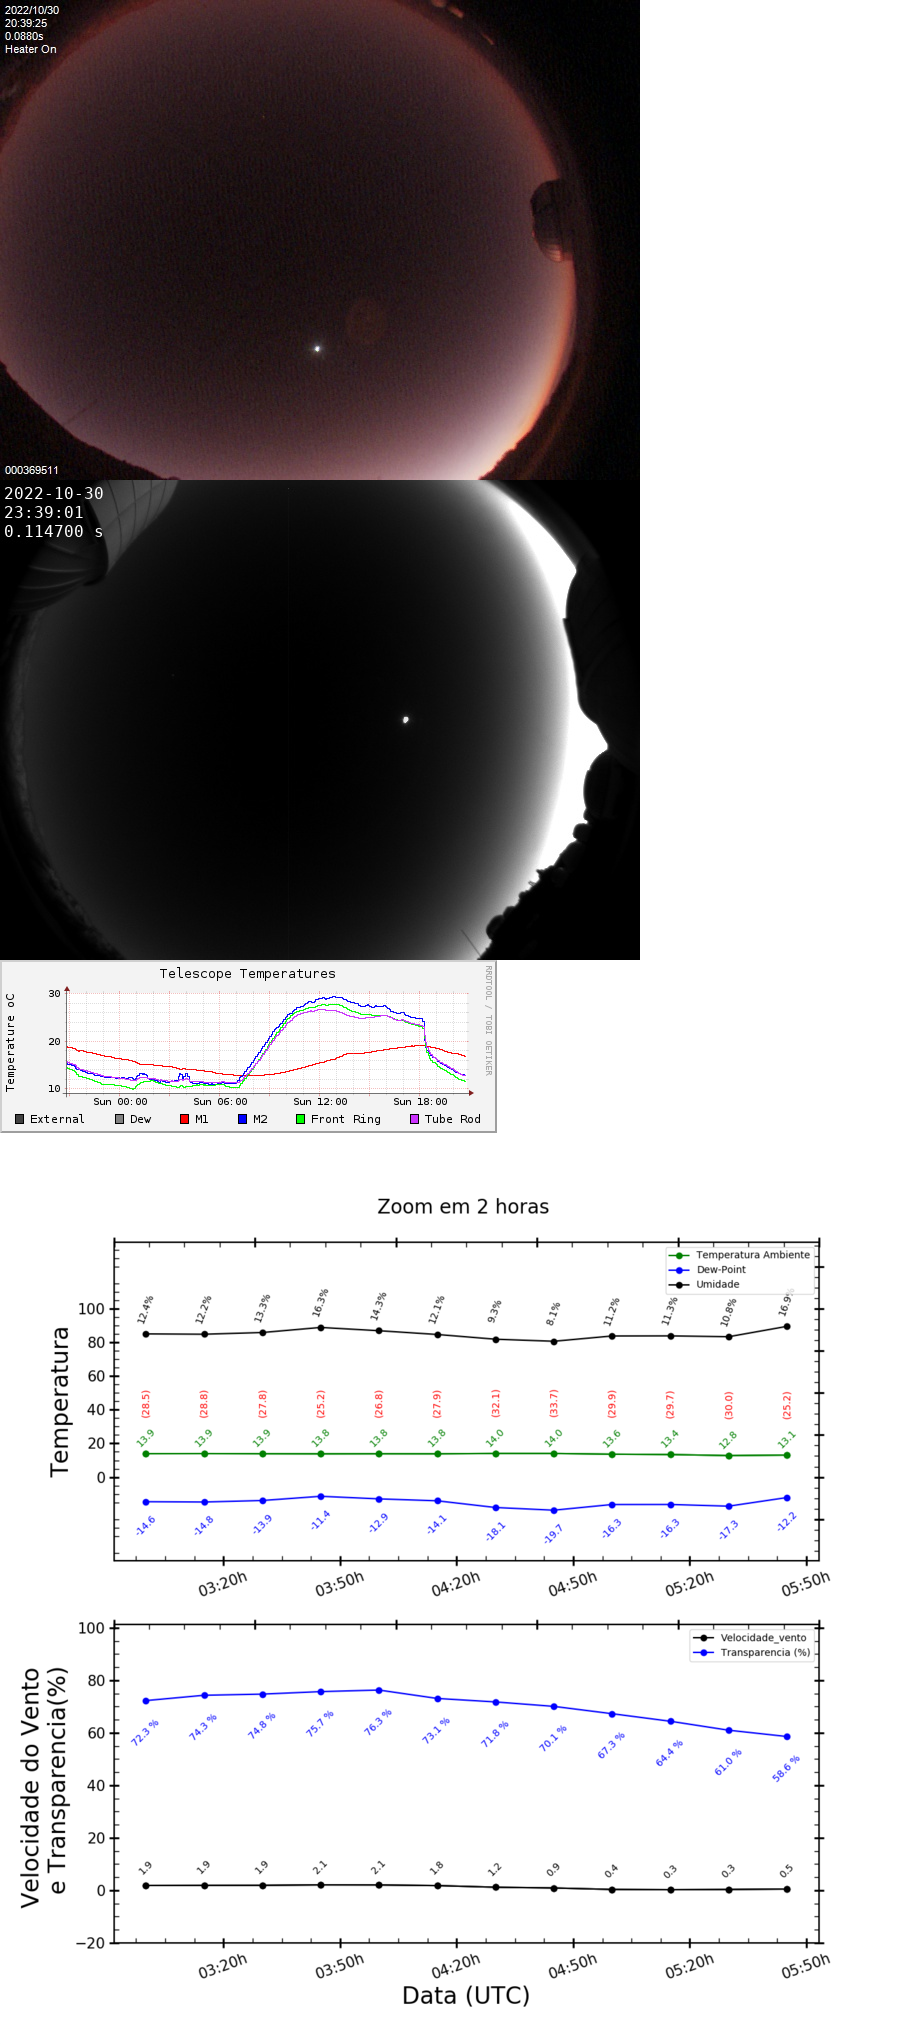 2022/10/30
20:39:25
0.0880s
Heater On
000369511
2022-10-30
23:39:01
0.114700 s
Telescope Temperatures
RRDTOOL / TOBI OETIKER
Temperature oC
30
20
10
Sun 00:00 Sun 06:00 Sun 12:00 Sun 18:00
External Dew M1 M2 Front Ring Tube Rod
Zoom em 2 horas
Temperatura Ambiente
Dew-Point
Umidade
Temperatura
100
80
60
40
20
0
12.4% 12.2% 13.3% 16.3% 14.3% 12.1% 9.3% 8.1% 11.2% 11.3% 10.8% 16.9%
(28.5) (28.8) (27.8) (25.2) (26.8) (27.9) (32.1) (33.7) (29.9) (29.7) (30.0) (25.2)
13.9 13.9 13.9 13.8 13.8 13.8 14.0 14.0 13.6 13.4 12.8 13.1
-14.6 -14.8 -13.9 -11.4 -12.9 -14.1 -18.1 -19.7 -16.3 -16.3 -17.3 -12.2
03:20h 03:50h 04:20h 04:50h 05:20h 05:50h
Velocidade_vento
Transparencia (%)
Velocidade do Vento
e Transparencia(%)
100
80
60
40
20
0
−20
72.3 % 74.3 % 74.8 % 75.7 % 76.3 % 73.1 % 71.8 % 70.1 % 67.3 % 64.4 % 61.0 % 58.6 %
1.9 1.9 1.9 2.1 2.1 1.8 1.2 0.9 0.4 0.3 0.3 0.5
03:20h 03:50h 04:20h 04:50h 05:20h 05:50h
Data (UTC)